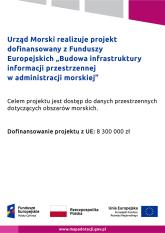 Urząd Morski realizuje projekt
dofinansowany z Funduszy
Europejskich „Budowa infrastruktury
informacji przestrzennej
w administracji morskiej”
Celem projektu jest dostęp do danych przestrzennych
dotyczących obszarów morskich.
Dofinansowanie projektu z UE: 8 300 000 zł
Fundusze
Europejskie
Polska Cyfrowa
Rzeczpospolita
Polska
Unia Europejska
Europejski Fundusz
Rozwoju Regionalnego
www.mapadotacji.gov.pl